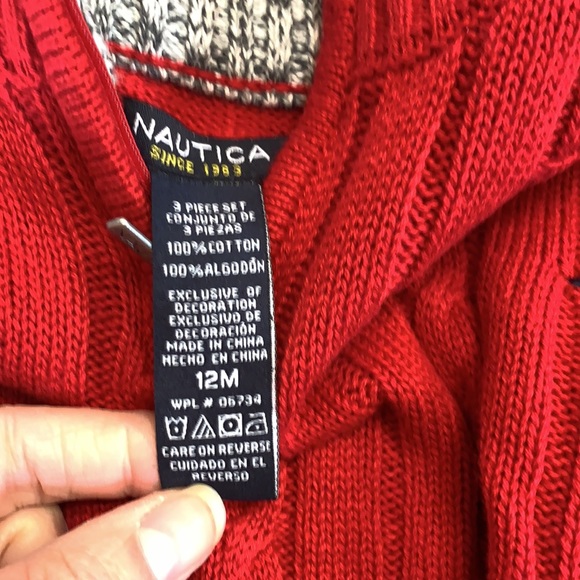 NAUTICA
SINCE 1983
3 PIECE SET
CONJUNTO DE
3 PIEZAS
100% COTTON
100% ALGODÓN
EXCLUSIVE OF
DECORATION
EXCLUSIVO DE
DECORACIÓN
MADE IN CHINA
HECHO EN CHINA
12M
WPL # 06734
CARE ON REVERSE
CUIDADO EN EL
REVERSO